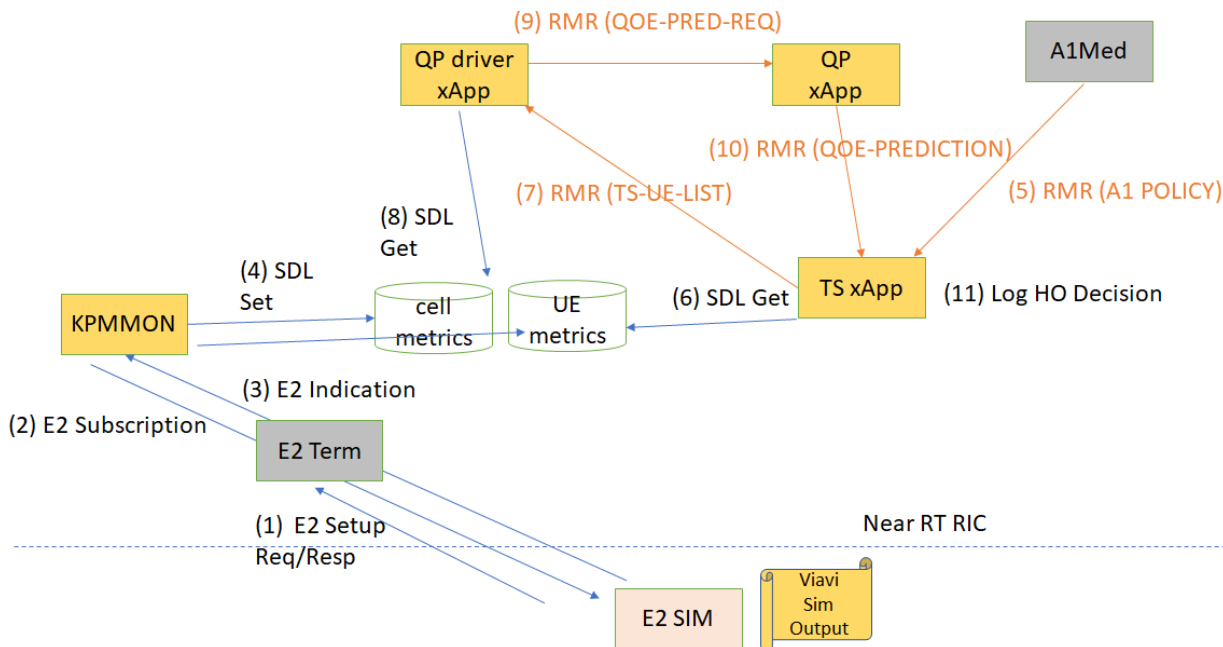 (9) RMR (QOE-PRED-REQ)
QP driver
xApp
QP
xApp
A1Med
(10) RMR (QOE-PREDICTION)
(7) RMR (TS-UE-LIST)
(5) RMR (A1 POLICY)
(8) SDL
Get
(4) SDL
Set
cell
metrics
UE
metrics
(6) SDL Get
TS xApp
(11) Log HO Decision
KPMMON
(3) E2 Indication
(2) E2 Subscription
E2 Term
(1) E2 Setup
Req/Resp
Near RT RIC
E2 SIM
Viavi
Sim
Output